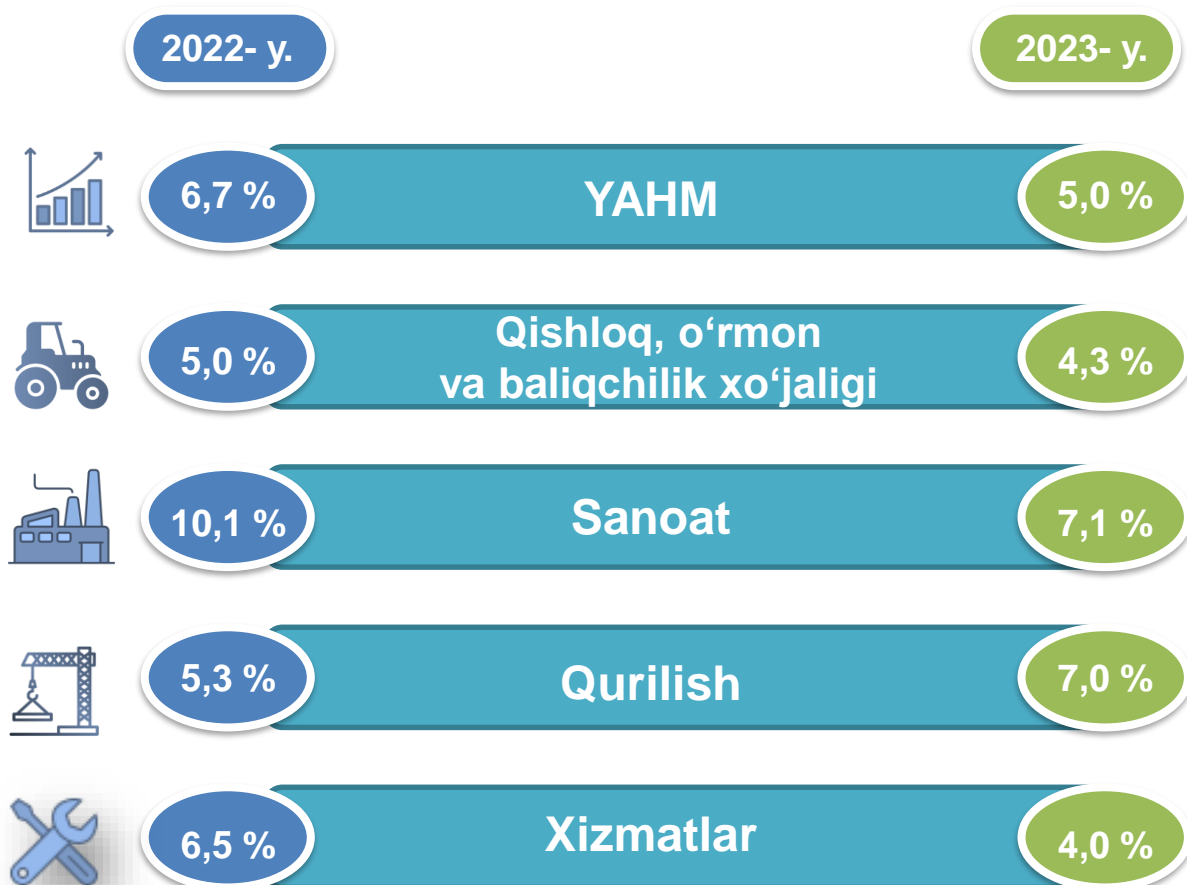 2022- y.
2023- y.
6,7 %
YAHM
5,0 %
5,0 %
Qishloq, o‘rmon
va baliqchilik xo‘jaligi
4,3 %
10,1 %
Sanoat
7,1 %
5,3 %
Qurilish
7,0 %
6,5 %
Xizmatlar
4,0 %